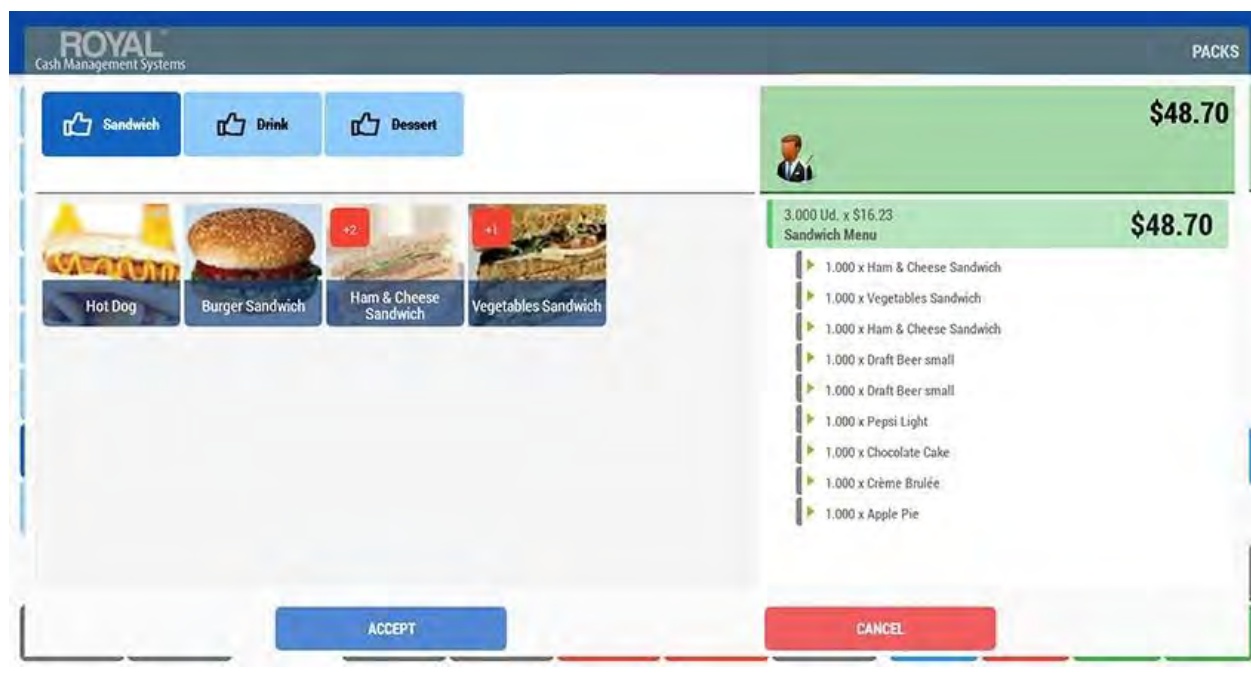 ROYAL®
Cash Management Systems
PACKS
Sandwich
Drink
Dessert
$48.70
+2
+1
Hot Dog
Burger Sandwich
Ham & Cheese
Sandwich
Vegetables Sandwich
3.000 Ud. x $16.23
Sandwich Menu
$48.70
1.000 x Ham & Cheese Sandwich
1.000 x Vegetables Sandwich
1.000 x Ham & Cheese Sandwich
1.000 x Draft Beer small
1.000 x Draft Beer small
1.000 x Pepsi Light
1.000 x Chocolate Cake
1.000 x Crème Brulée
1.000 x Apple Pie
ACCEPT
CANCEL